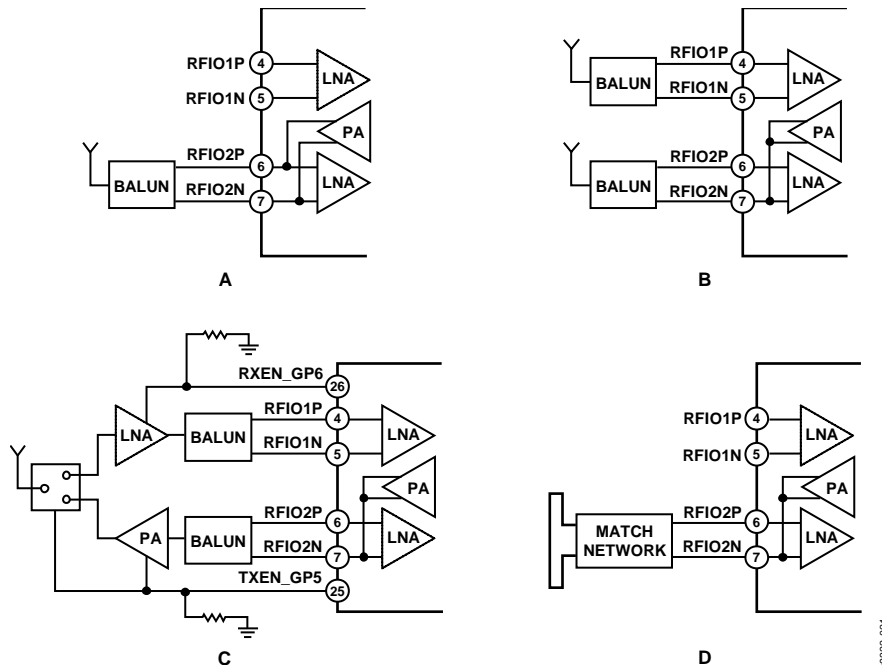 RFIO1P 4
LNA
RFIO1N 5
PA
RFIO2P 6
BALUN
LNA
RFIO2N 7
A
RFIO1P 4
BALUN
LNA
RFIO1N 5
PA
RFIO2P 6
BALUN
LNA
RFIO2N 7
B
RXEN_GP6 26
RFIO1P 4
LNA
BALUN
LNA
RFIO1N 5
PA
RFIO2P 6
PA
BALUN
LNA
RFIO2N 7
TXEN_GP5 25
C
RFIO1P 4
LNA
RFIO1N 5
PA
RFIO2P 6
MATCH
NETWORK
LNA
RFIO2N 7
D